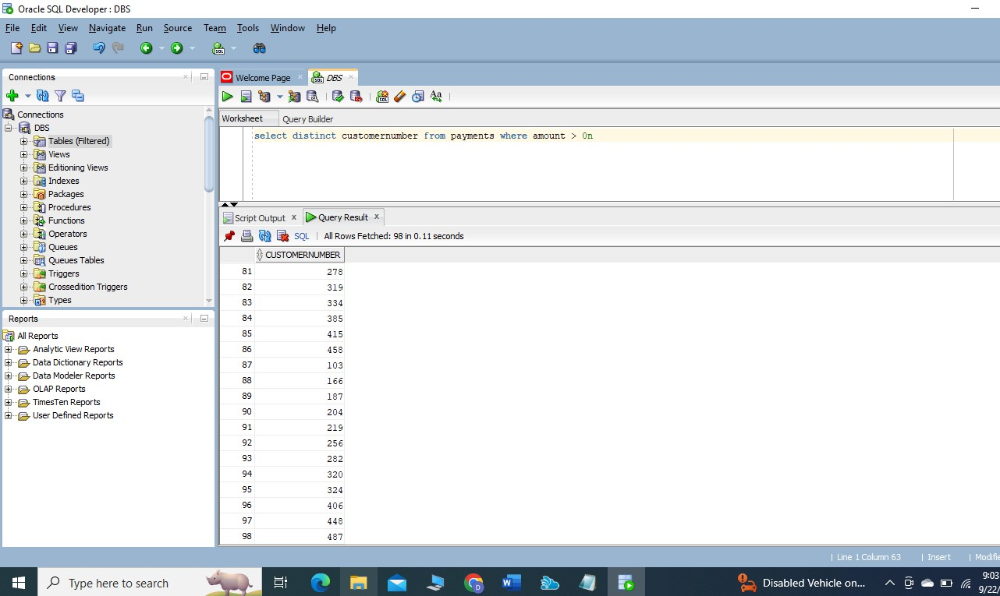 Oracle SQL Developer : DBS
File Edit View Navigate Run Source Team Tools Window Help
Connections
Connections
DBS
Tables (Filtered)
Views
Editioning Views
Indexes
Packages
Procedures
Functions
Operators
Queues
Queues Tables
Triggers
Crossedition Triggers
Types
Reports
All Reports
Analytic View Reports
Data Dictionary Reports
Data Modeler Reports
OLAP Reports
TimesTen Reports
User Defined Reports
Welcome Page DBS
Worksheet Query Builder
select distinct customernumber from payments where amount > 0n
Script Output x Query Result x
SQL | All Rows Fetched: 98 in 0.11 seconds
CUSTOMERNUMBER
81 278
82 319
83 334
84 385
85 415
86 458
87 103
88 166
89 187
90 204
91 219
92 256
93 282
94 320
95 324
96 406
97 448
98 487
| Line 1 Column 63 | Insert | Modifie
Type here to search
Disabled Vehicle on...
9:03
9/22/